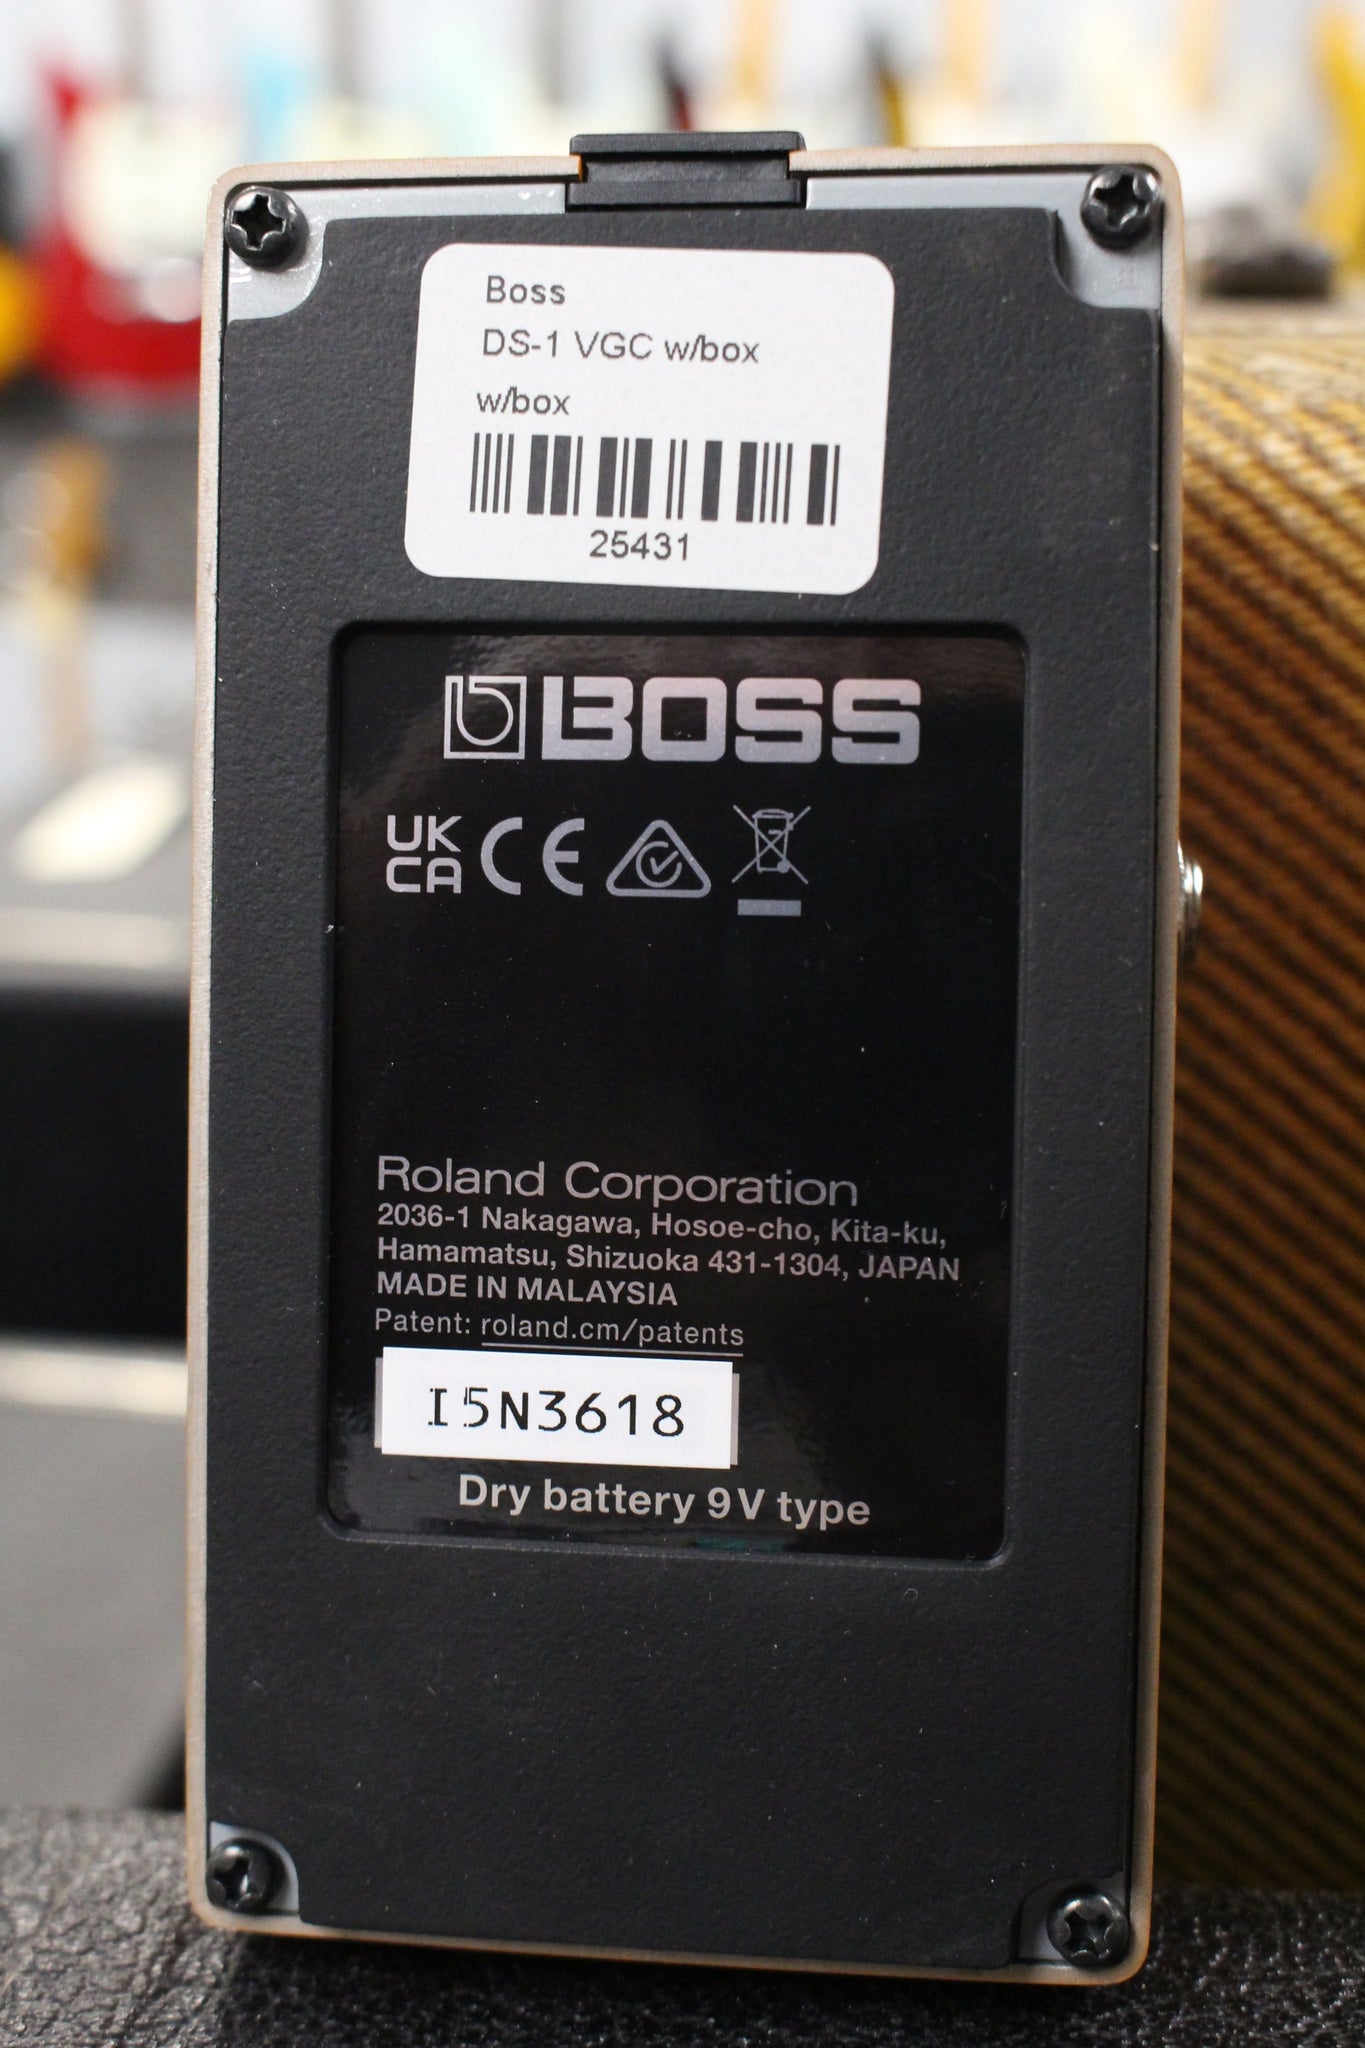 Boss
DS-1 VGC w/box
w/box
25431
BOSS
UK
CA CE
Roland Corporation
2036-1 Nakagawa, Hosoe-cho, Kita-ku,
Hamamatsu, Shizuoka 431-1304, JAPAN
MADE IN MALAYSIA
Patent: roland.cm/patents
I5N3618
Dry battery 9V type